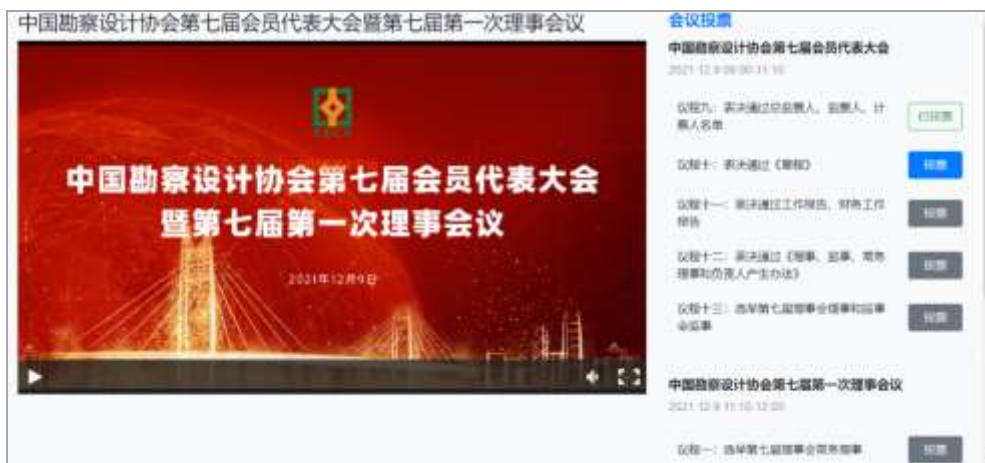 中国勘察设计协会第七届会员代表大会暨第七届第一次理事会议
中国勘察设计协会第七届会员代表大会
暨第七届第一次理事会议
2021年12月9日
会议投票
中国勘察设计协会第七届会员代表大会
议程九：表决通过总监票人、监票人、计
票人名单
已投票
议程十：表决通过《章程》
投票
议程十一：表决通过工作报告、财务工作
报告
投票
议程十二：表决通过《理事、监事、常务
理事和负责人产生办法》
投票
议程十三：选举第七届理事会理事和监事
会监事
投票
中国勘察设计协会第七届第一次理事会议
2021-12-9 11:10-12:00
议程一：选举第七届理事会常务理事
投票